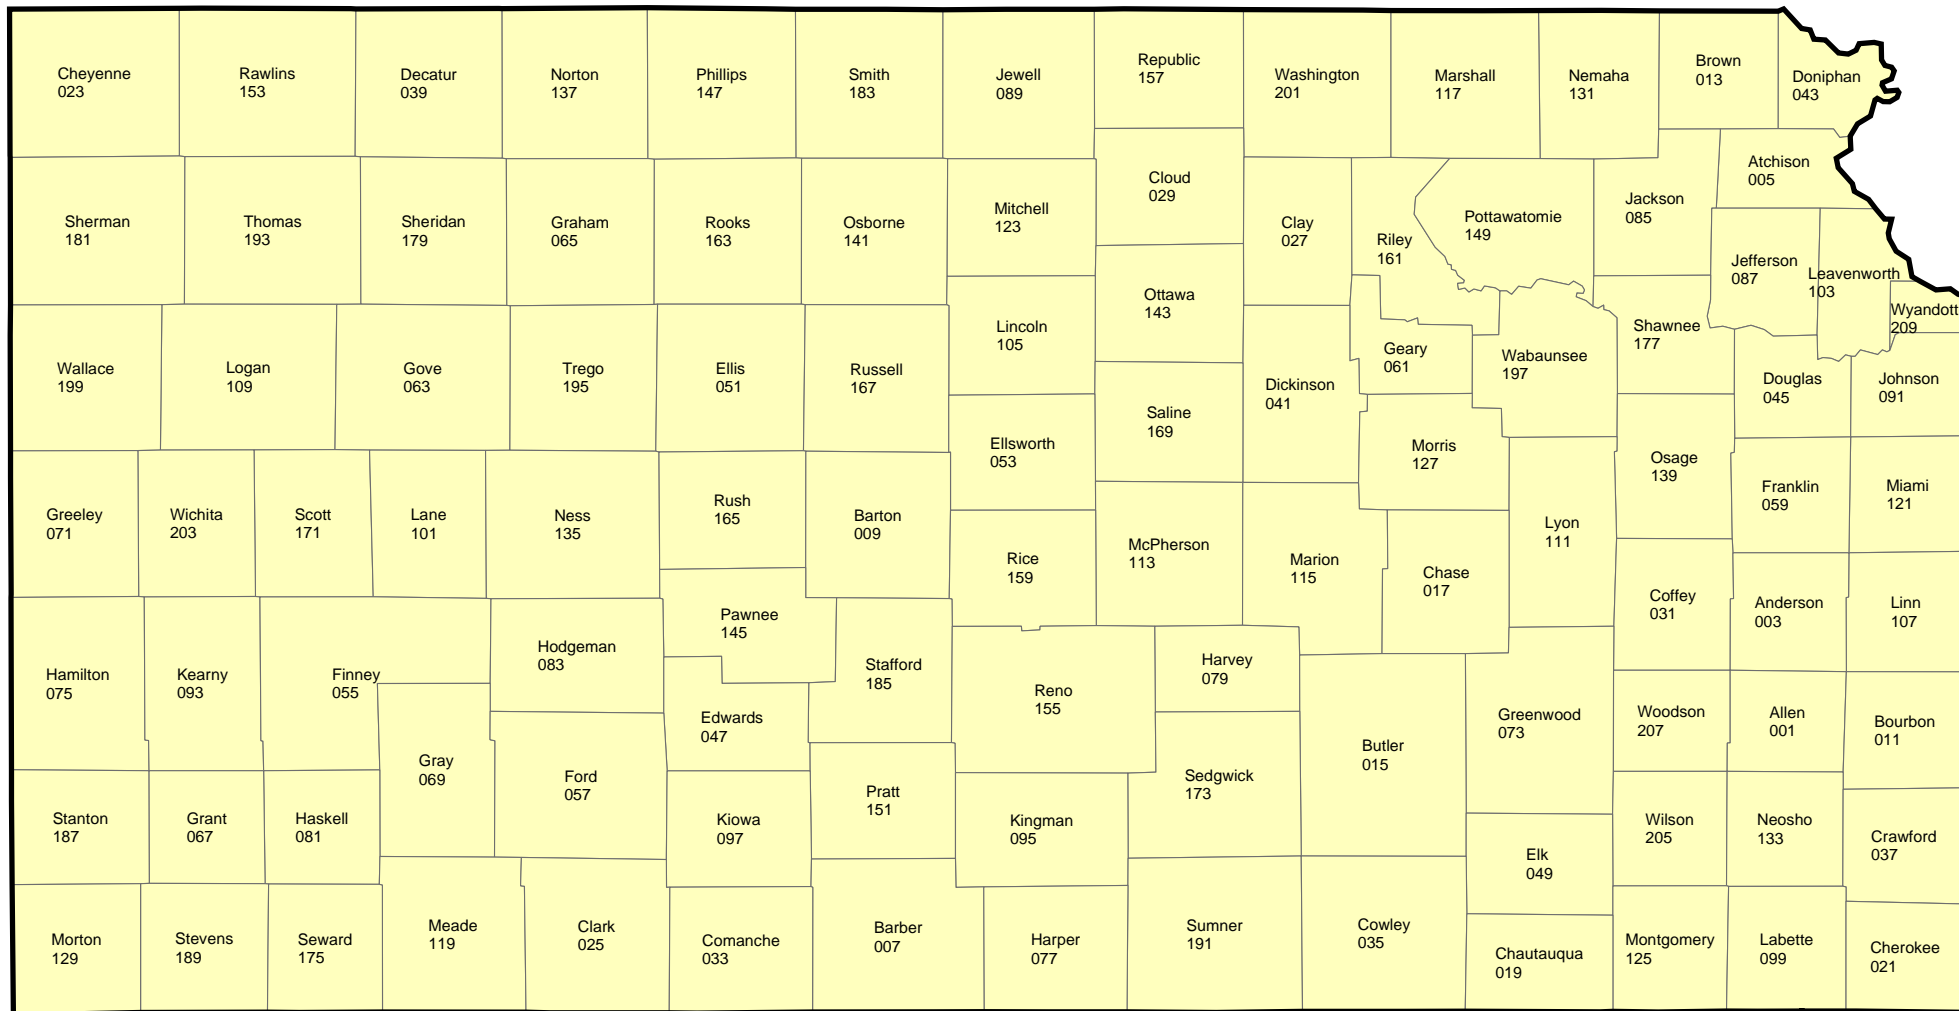 Cheyenne
023
Rawlins
153
Decatur
039
Norton
137
Phillips
147
Smith
183
Jewell
089
Republic
157
Washington
201
Marshall
117
Nemaha
131
Brown
013
Doniphan
043
Sherman
181
Thomas
193
Sheridan
179
Graham
065
Rooks
163
Osborne
141
Mitchell
123
Cloud
029
Clay
027
Riley
161
Pottawatomie
149
Jackson
085
Atchison
005
Jefferson
087
Leavenworth
103
Wyandott
209
Wallace
199
Logan
109
Gove
063
Trego
195
Ellis
051
Russell
167
Lincoln
105
Ottawa
143
Dickinson
041
Geary
061
Wabaunsee
197
Shawnee
177
Douglas
045
Johnson
091
Ellsworth
053
Saline
169
Morris
127
Osage
139
Franklin
059
Miami
121
Greeley
071
Wichita
203
Scott
171
Lane
101
Ness
135
Rush
165
Barton
009
Rice
159
McPherson
113
Marion
115
Chase
017
Lyon
111
Coffey
031
Anderson
003
Linn
107
Hamilton
075
Kearny
093
Finney
055
Hodgeman
083
Pawnee
145
Stafford
185
Edwards
047
Reno
155
Harvey
079
Butler
015
Greenwood
073
Woodson
207
Allen
001
Bourbon
011
Gray
069
Ford
057
Stanton
187
Grant
067
Haskell
081
Kiowa
097
Pratt
151
Kingman
095
Sedgwick
173
Elk
049
Wilson
205
Neosho
133
Crawford
037
Morton
129
Stevens
189
Seward
175
Meade
119
Clark
025
Comanche
033
Barber
007
Harper
077
Sumner
191
Cowley
035
Chautauqua
019
Montgomery
125
Labette
099
Cherokee
021